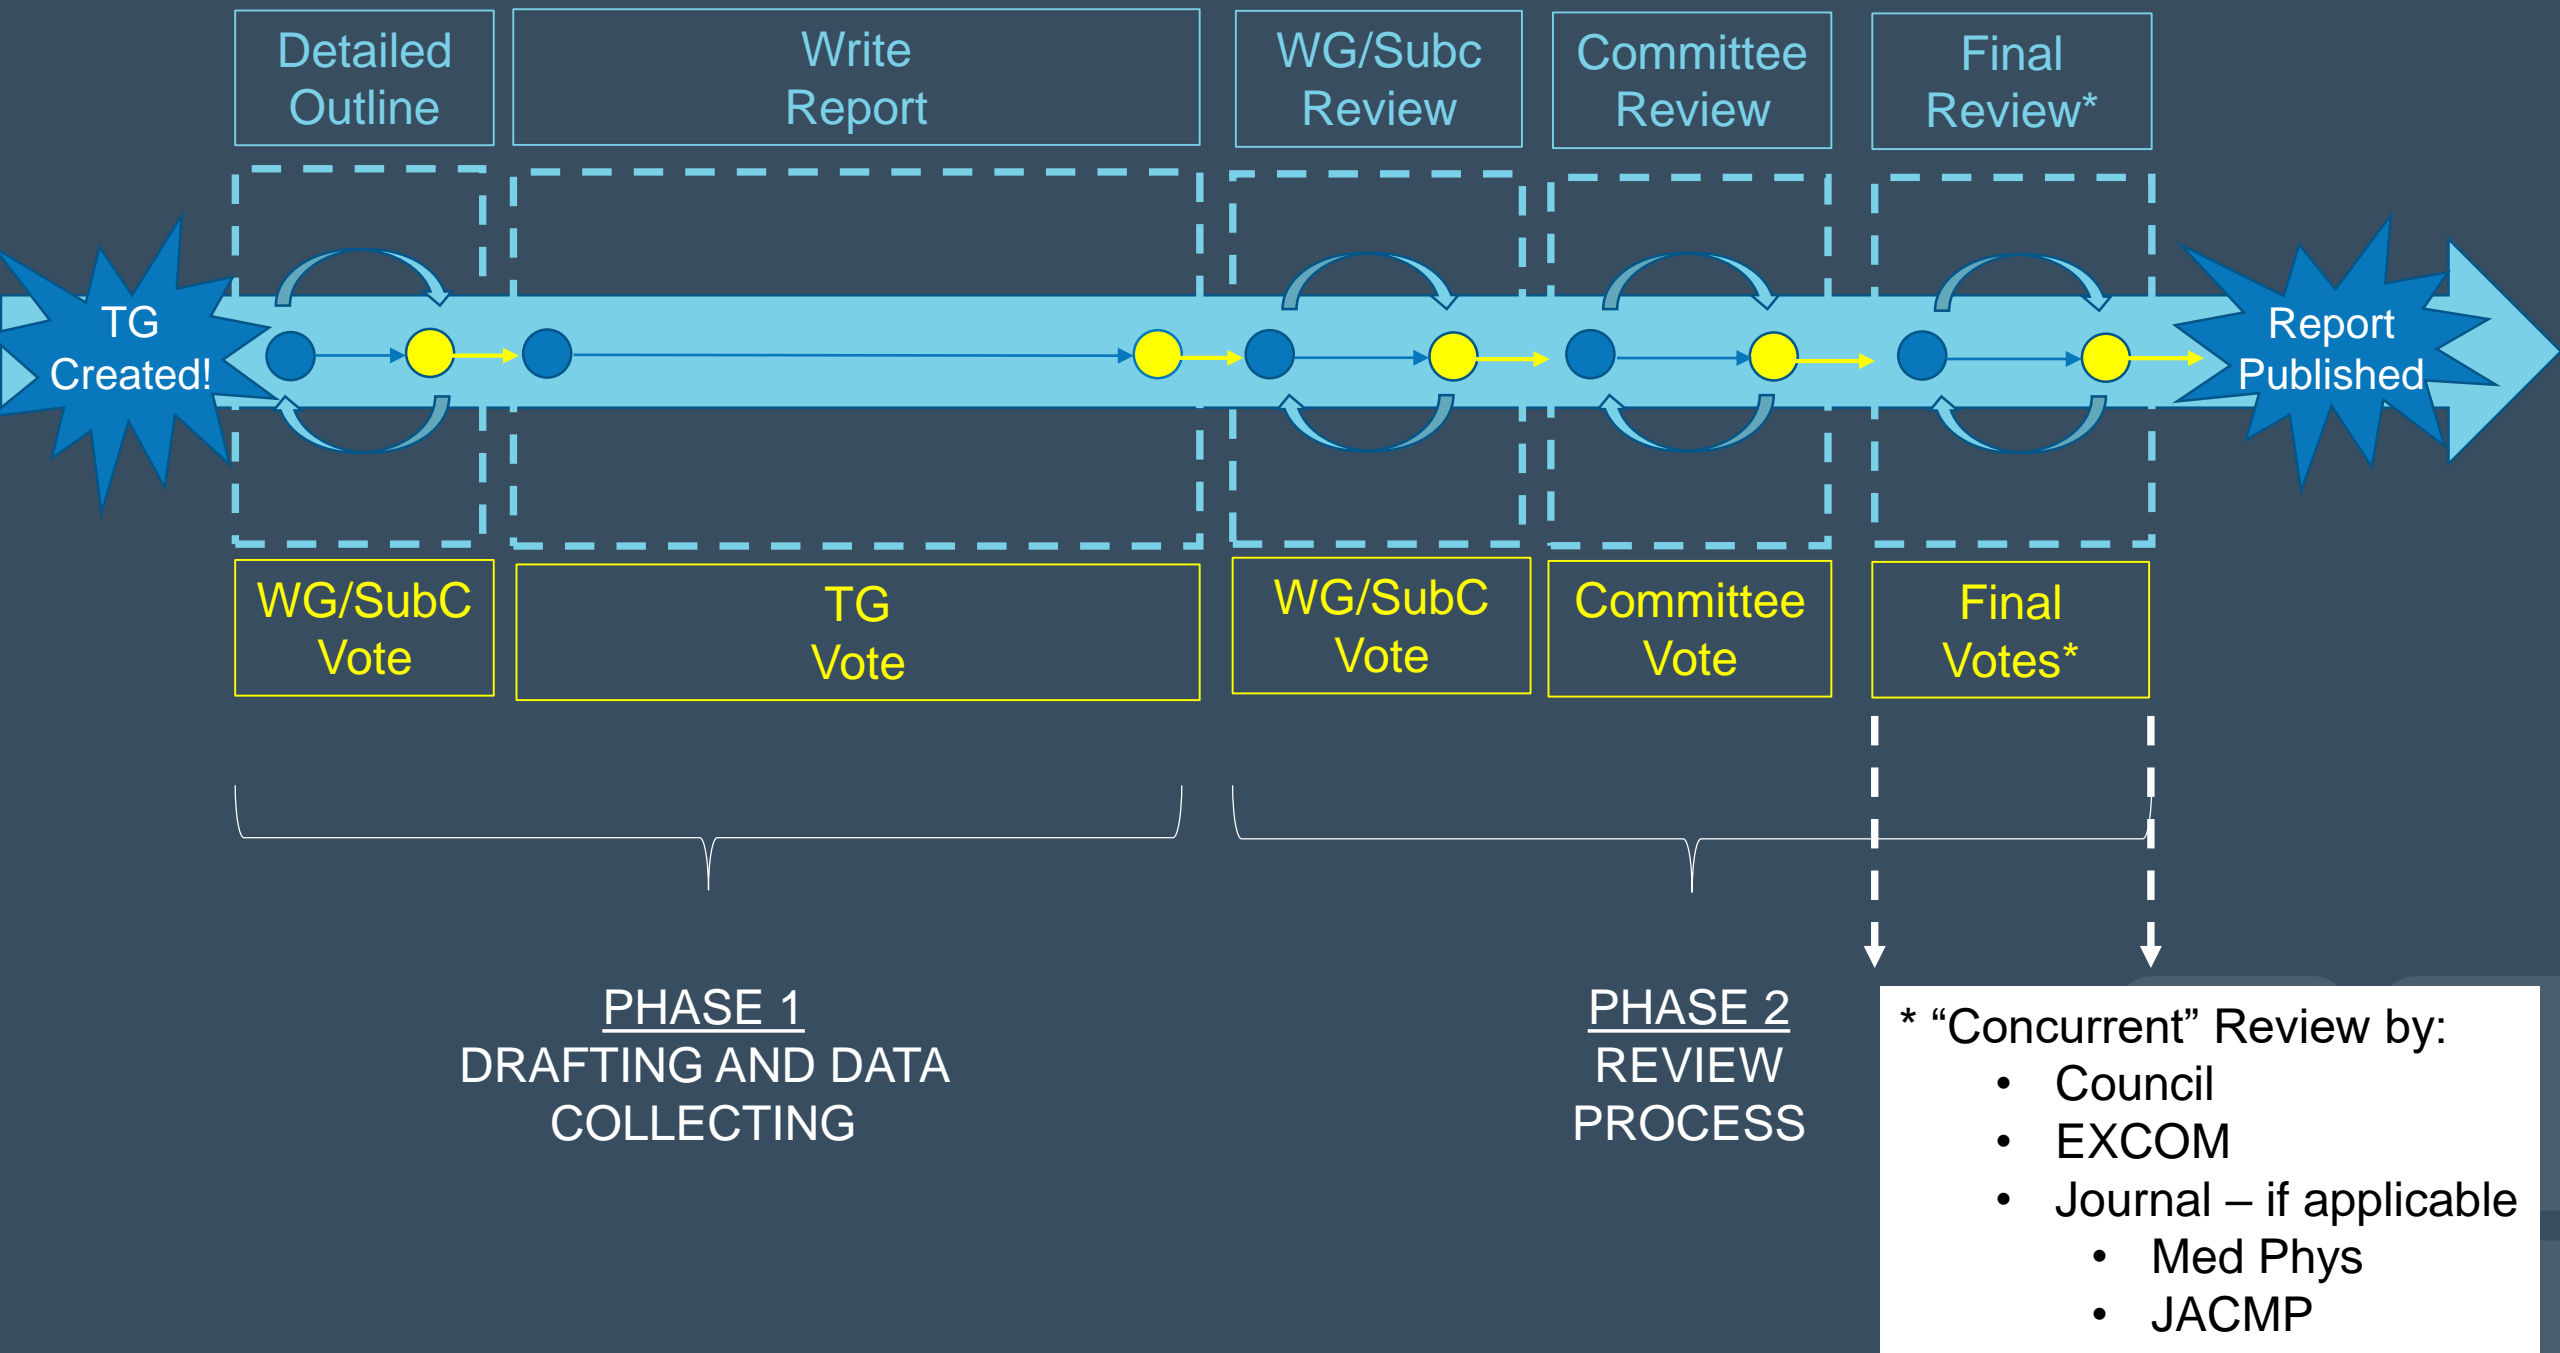 Detailed
Outline
Write
Report
WG/Subc
Review
Committee
Review
Final
Review*
TG
Created!
Report
Published
WG/SubC
Vote
TG
Vote
WG/SubC
Vote
Committee
Vote
Final
Votes*
PHASE 1
DRAFTING AND DATA
COLLECTING
PHASE 2
REVIEW
PROCESS
* “Concurrent” Review by:
• Council
• EXCOM
• Journal – if applicable
• Med Phys
• JACMP